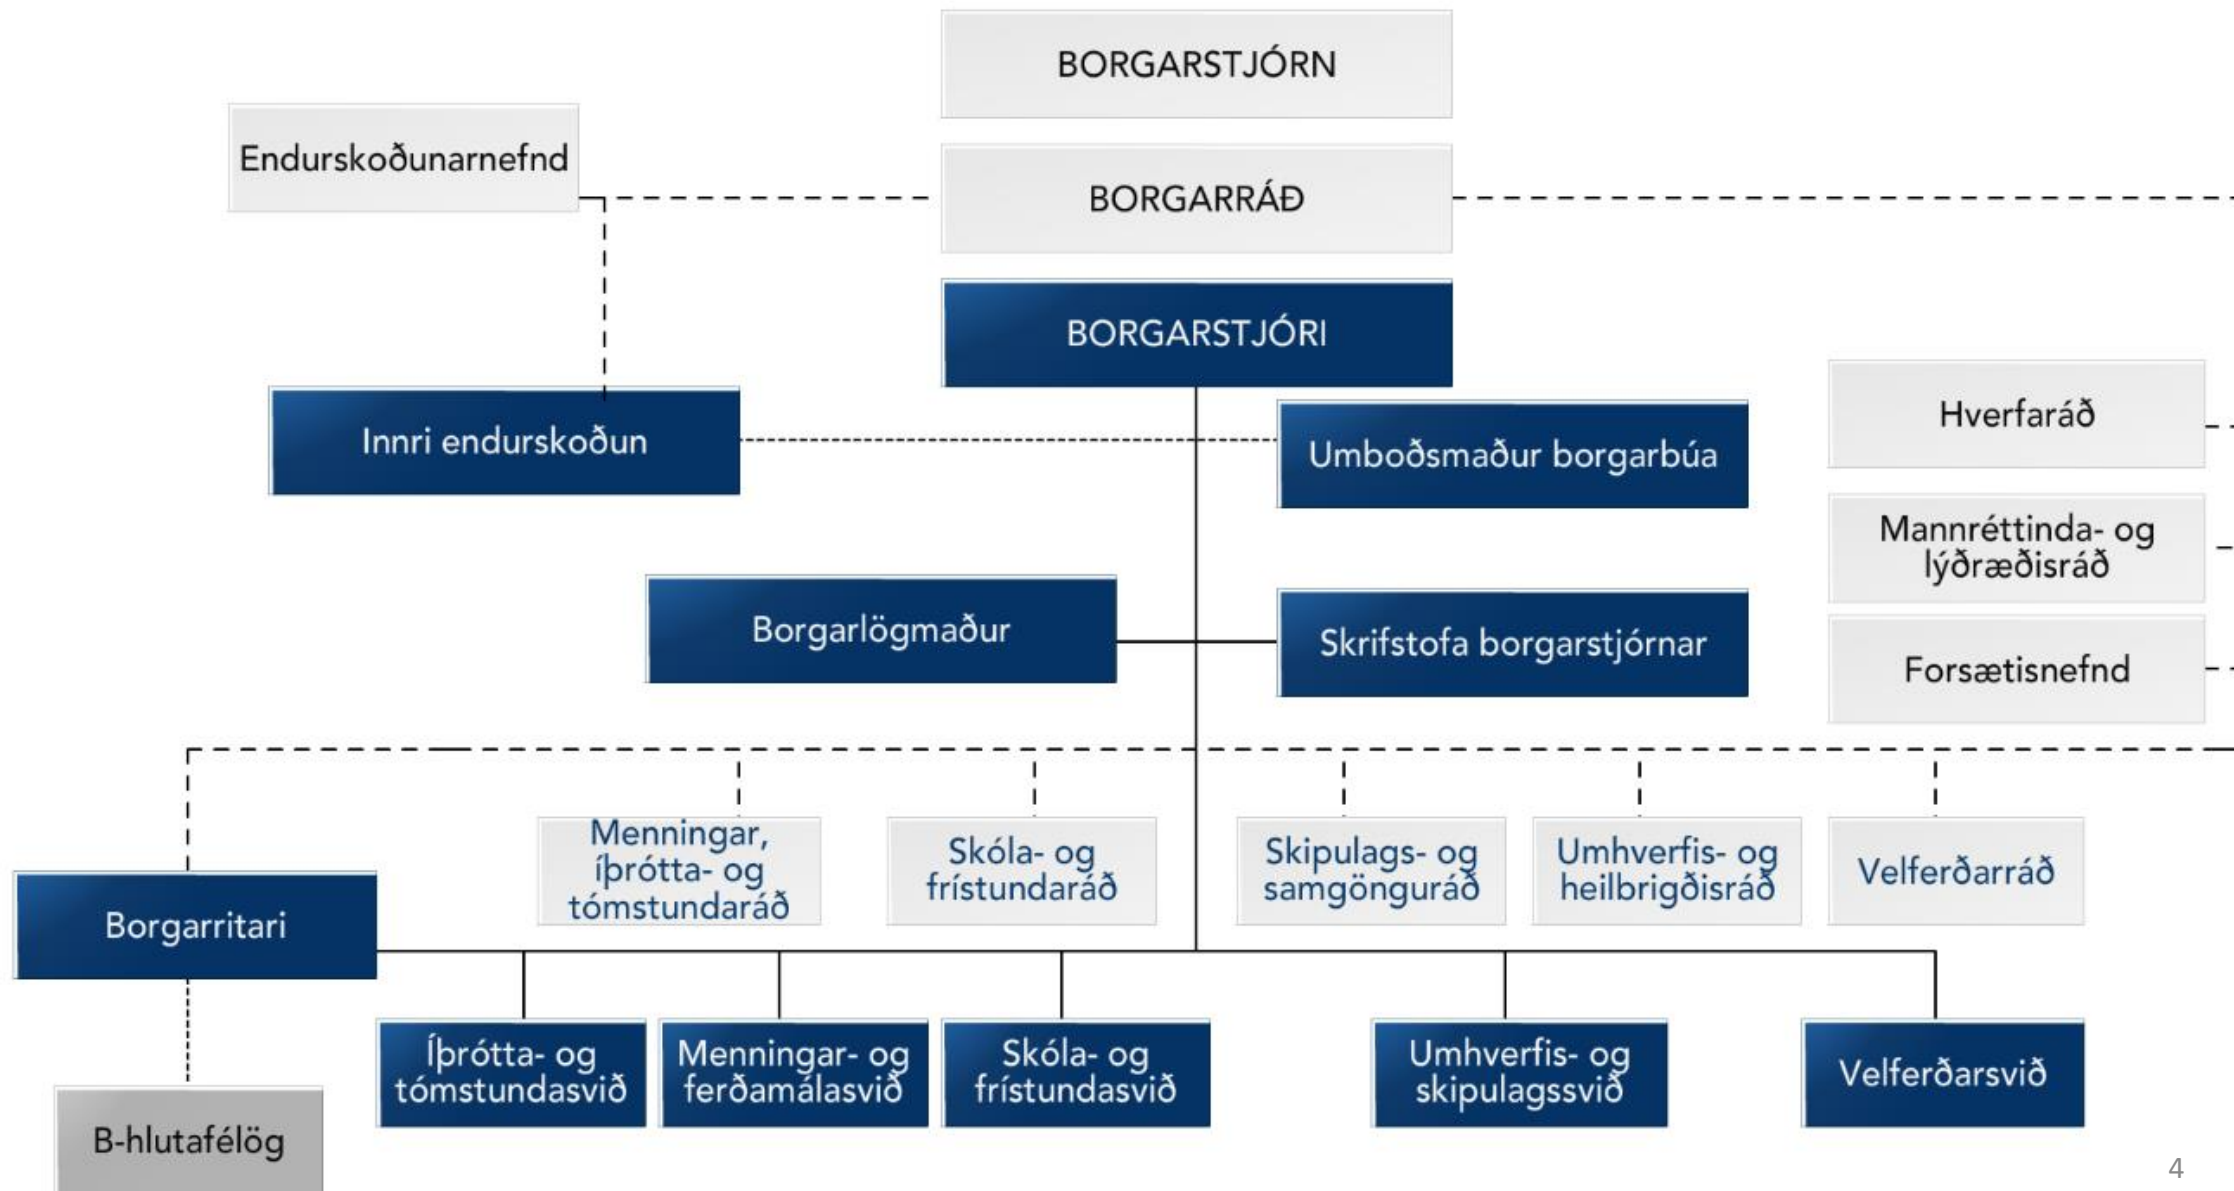 BORGARSTJÓRN
Endurskoðunarnefnd
BORGARRÁÐ
BORGARSTJÓRI
Hverfaráð
Innri endurskoðun
Umboðsmaður borgarbúa
Mannréttinda- og
lýðræðisráð
Borgarlögmaður
Skrifstofa borgarstjórnar
Forsætisnefnd
Menningar,
íþrótta- og
tómstundaráð
Skóla- og
frístundaráð
Skipulags- og
samgönguráð
Umhverfis- og
heilbrigðisráð
Velferðarráð
Borgarritari
Íþrótta- og
tómstundasvið
Menningar- og
ferðamálasvið
Skóla- og
frístundasvið
Umhverfis- og
skipulagssvið
Velferðarsvið
B-hlutafélög
4